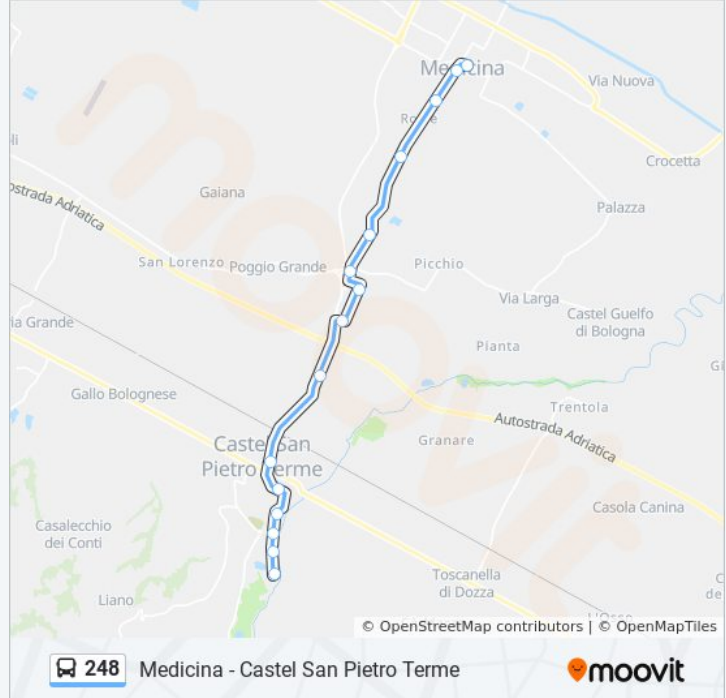 Medicina
Via Nuova
Crocetta
Gaiana
Palazza
ostrada Adriatica
San Lorenzo
Poggio Grande
Picchio
Via Larga
Castel Guelfo
di Bologna
ia Grande
Pianta
Gallo Bolognese
Trentola
Autostrada Adriatica
Castel San
Pietro Terme
Granare
Casola Canina
Casalecchio
dei Conti
Toscanella
di Dozza
Liano
moovit
© OpenStreetMap contributors | © OpenMapTiles
248 Medicina - Castel San Pietro Terme
moovit